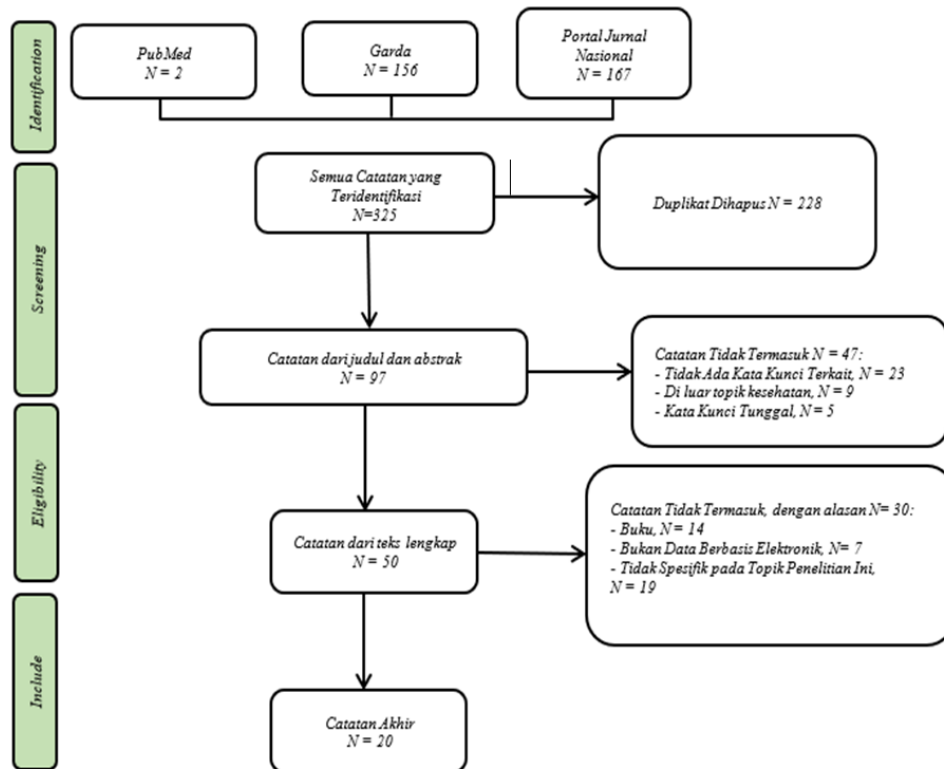 Identification
PubMed
N = 2
Garda
N = 156
Portal Jurnal
Nasional
N = 167
Screening
Semua Catatan yang
Teridentifikasi
N=325
Duplikat Dihapus N = 228
Catatan dari judul dan abstrak
N = 97
Catatan Tidak Termasuk N = 47:
- Tidak Ada Kata Kunci Terkait, N = 23
- Di luar topik kesehatan, N = 9
- Kata Kunci Tunggal, N = 5
Eligibility
Catatan dari teks lengkap
N = 50
Catatan Tidak Termasuk, dengan alasan N= 30:
- Buku, N = 14
- Bukan Data Berbasis Elektronik, N= 7
- Tidak Spesifik pada Topik Penelitian Ini,
N = 19
Include
Catatan Akhir
N = 20